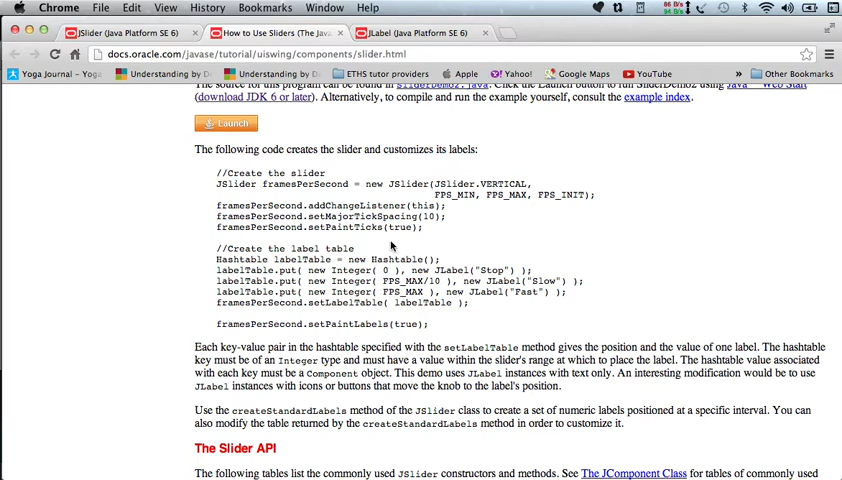 Chrome File Edit View History Bookmarks Window Help
JSlider (Java Platform SE 6) How to Use Sliders (The Jav JLabel (Java Platform SE 6)
docs.oracle.com/javase/tutorial/uiswing/components/slider.html
Yoga Journal - Yoga Understanding by D Understanding by D ETHS tutor providers Apple Yahoo! Google Maps YouTube » Other Bookmarks
The source for this program can be found in SliderDemo2.java. Click the Launch button to run SliderDemo2 using Java™ Web Start
(download JDK 6 or later). Alternatively, to compile and run the example yourself, consult the example index.
Launch
The following code creates the slider and customizes its labels:
//Create the slider
JSlider framesPerSecond = new JSlider(JSlider.VERTICAL,
FPS_MIN, FPS_MAX, FPS_INIT);
framesPerSecond.addChangeListener(this);
framesPerSecond.setMajorTickSpacing(10);
framesPerSecond.setPaintTicks(true);
//Create the label table
Hashtable labelTable = new Hashtable();
labelTable.put( new Integer( 0 ), new JLabel("Stop") );
labelTable.put( new Integer( FPS_MAX/10 ), new JLabel("Slow") );
labelTable.put( new Integer( FPS_MAX ), new JLabel("Fast") );
framesPerSecond.setLabelTable( labelTable );
framesPerSecond.setPaintLabels(true);
Each key-value pair in the hashtable specified with the setLabelTable method gives the position and the value of one label. The hashtable
key must be of an Integer type and must have a value within the slider's range at which to place the label. The hashtable value associated
with each key must be a Component object. This demo uses JLabel instances with text only. An interesting modification would be to use
JLabel instances with icons or buttons that move the knob to the label's position.
Use the createStandardLabels method of the JSlider class to create a set of numeric labels positioned at a specific interval. You can
also modify the table returned by the createStandardLabels method in order to customize it.
The Slider API
The following tables list the commonly used JSlider constructors and methods. See The JComponent Class for tables of commonly used